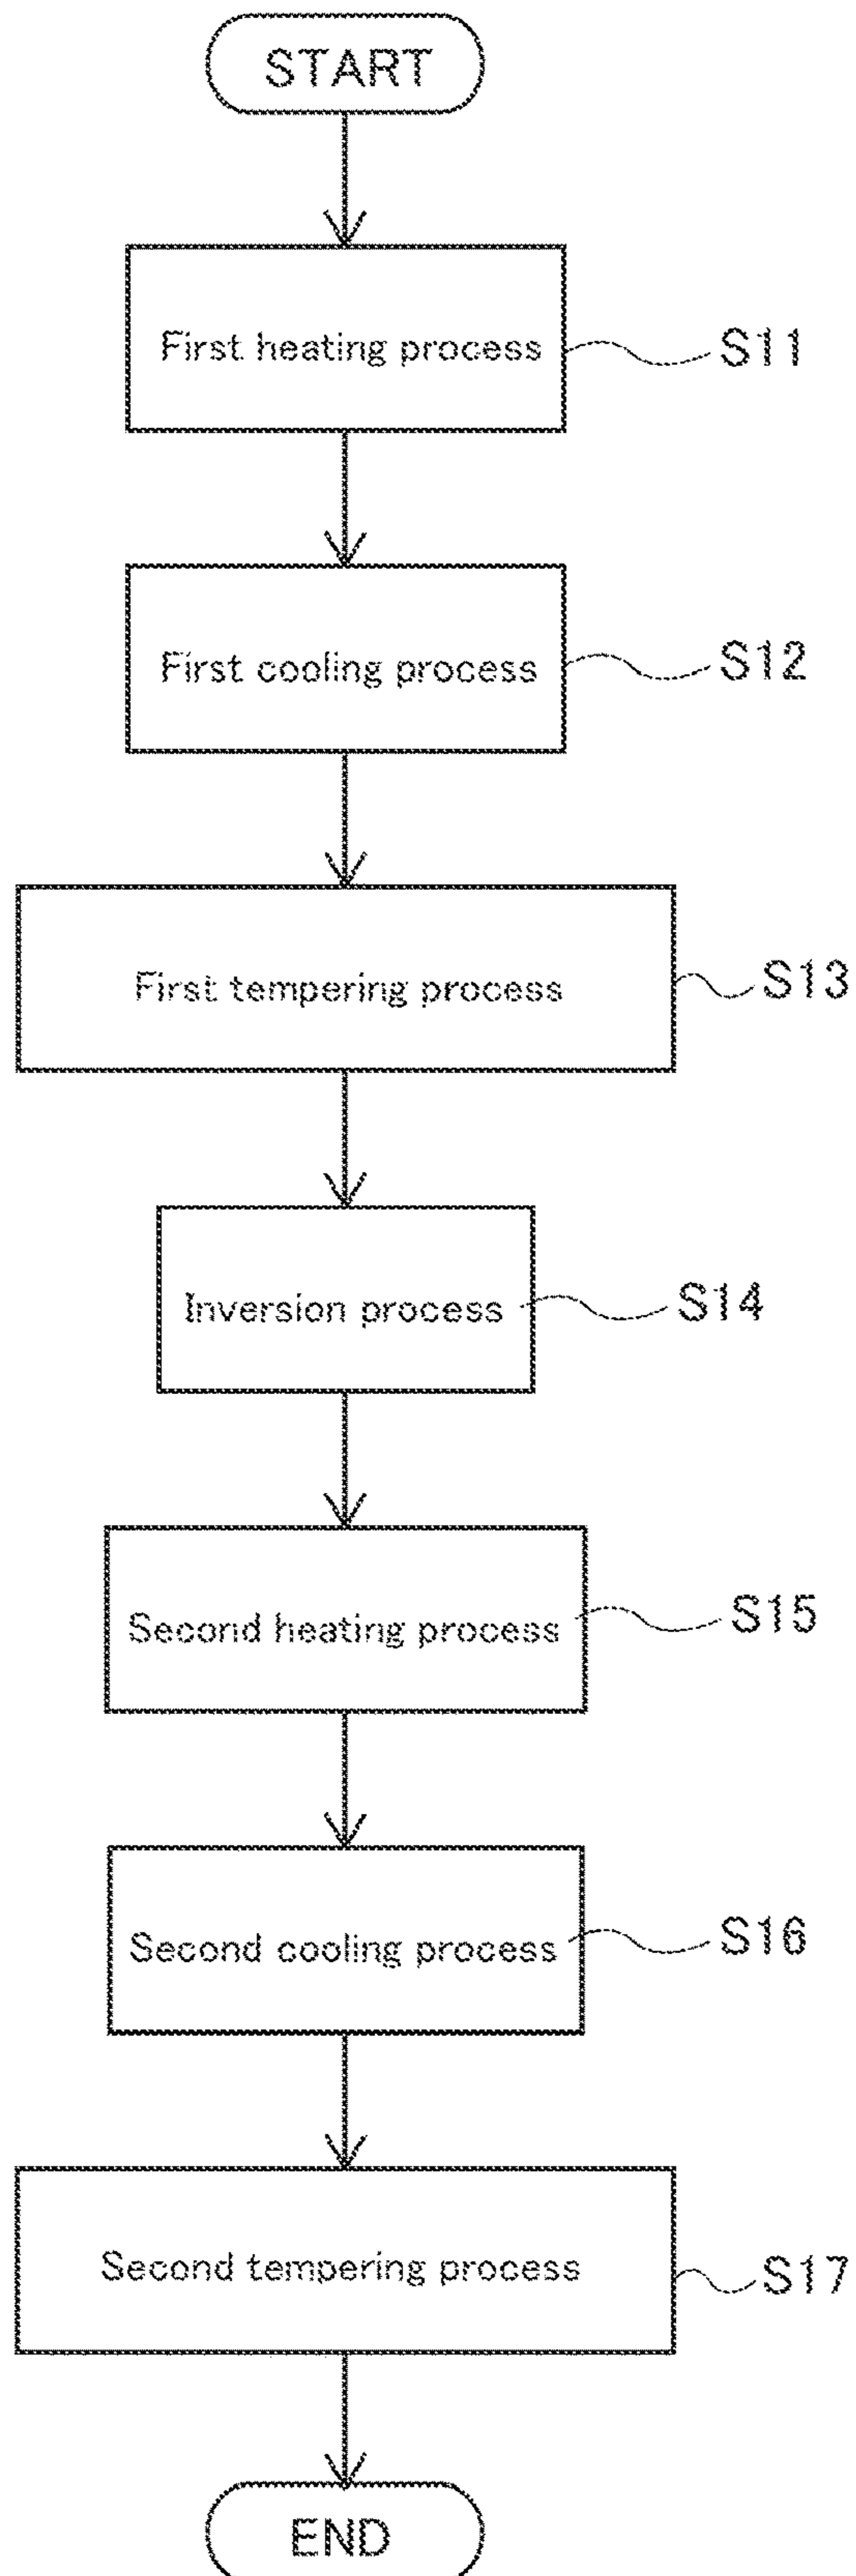 START
First heating process
S11
First cooling process
S12
First tempering process
S13
Inversion process
S14
Second heating process
S15
Second cooling process
S16
Second tempering process
S17
END